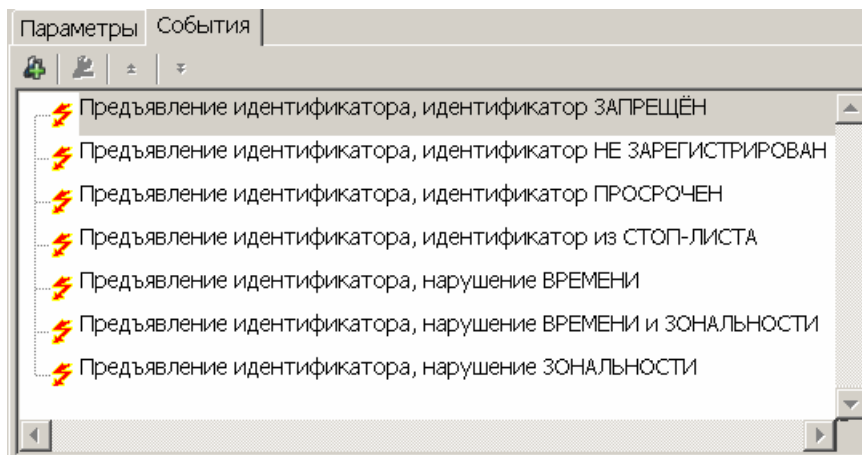 Параметры События
Предъявление идентификатора, идентификатор ЗАПРЕЩЁН
Предъявление идентификатора, идентификатор НЕ ЗАРЕГИСТРИРОВАН
Предъявление идентификатора, идентификатор ПРОСРОЧЕН
Предъявление идентификатора, идентификатор из СТОП-ЛИСТА
Предъявление идентификатора, нарушение ВРЕМЕНИ
Предъявление идентификатора, нарушение ВРЕМЕНИ и ЗОНАЛЬНОСТИ
Предъявление идентификатора, нарушение ЗОНАЛЬНОСТИ